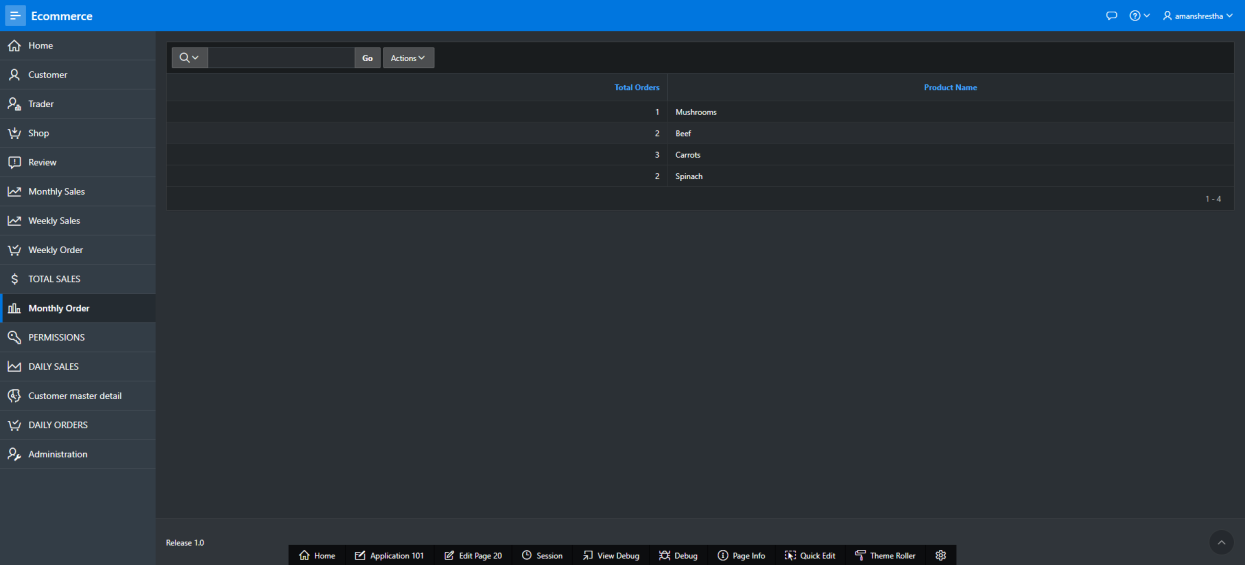 Ecommerce
amanshrestha
Home
Customer
Trader
Shop
Review
Monthly Sales
Weekly Sales
Weekly Order
TOTAL SALES
Monthly Order
PERMISSIONS
DAILY SALES
Customer master detail
DAILY ORDERS
Administration
Go Actions
Total Orders Product Name
1 Mushrooms
2 Beef
3 Carrots
2 Spinach
1 - 4
Release 1.0
Home Application 101 Edit Page 20 Session View Debug Debug Page Info Quick Edit Theme Roller